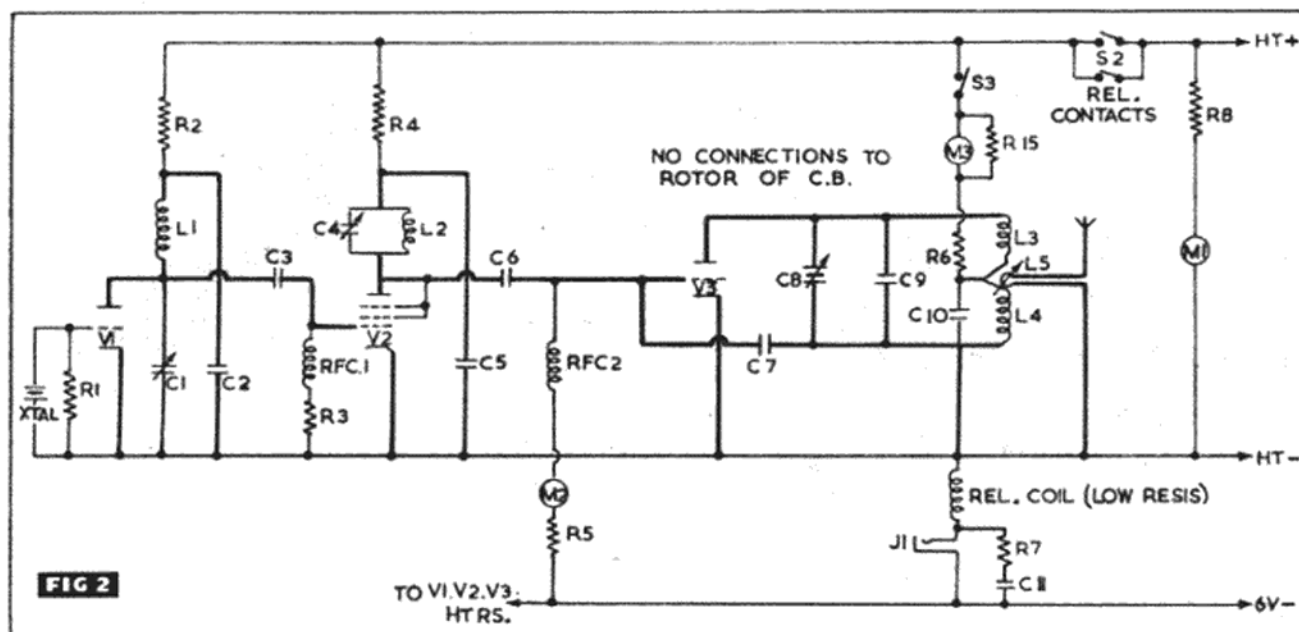 HT+
S2
S3
REL.
CONTACTS
R8
R2
R4
M3
R15
NO CONNECTIONS TO
ROTOR OF C.B.
L1
C4
L2
C3
C6
L3
R6
L5
M1
V1
V2
V3
C8
C9
C10
L4
XTAL
R1
C1
C2
RFC.1
R3
C5
RFC2
C7
HT-
M2
REL. COIL (LOW RESIS)
R5
J1
R7
C11
FIG 2
TO V1.V2.V3.
HTRS.
6V-